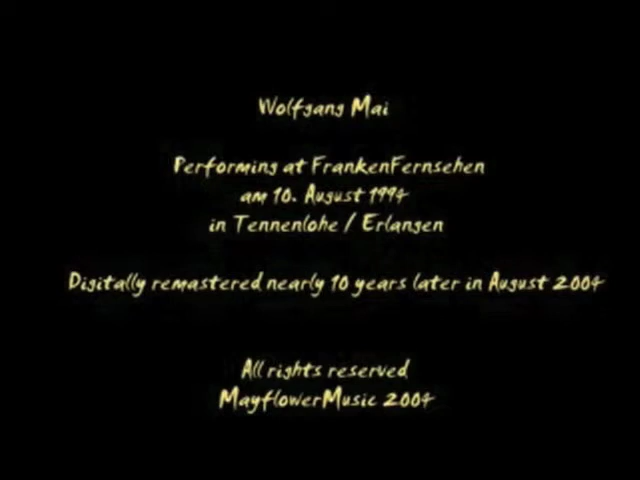 Wolfgang Mai
Performing at FrankenFernsehen
am 10. August 1994
in Tennenlohe / Erlangen
Digitally remastered nearly 10 years later in August 2004
All rights reserved
MayflowerMusic 2004